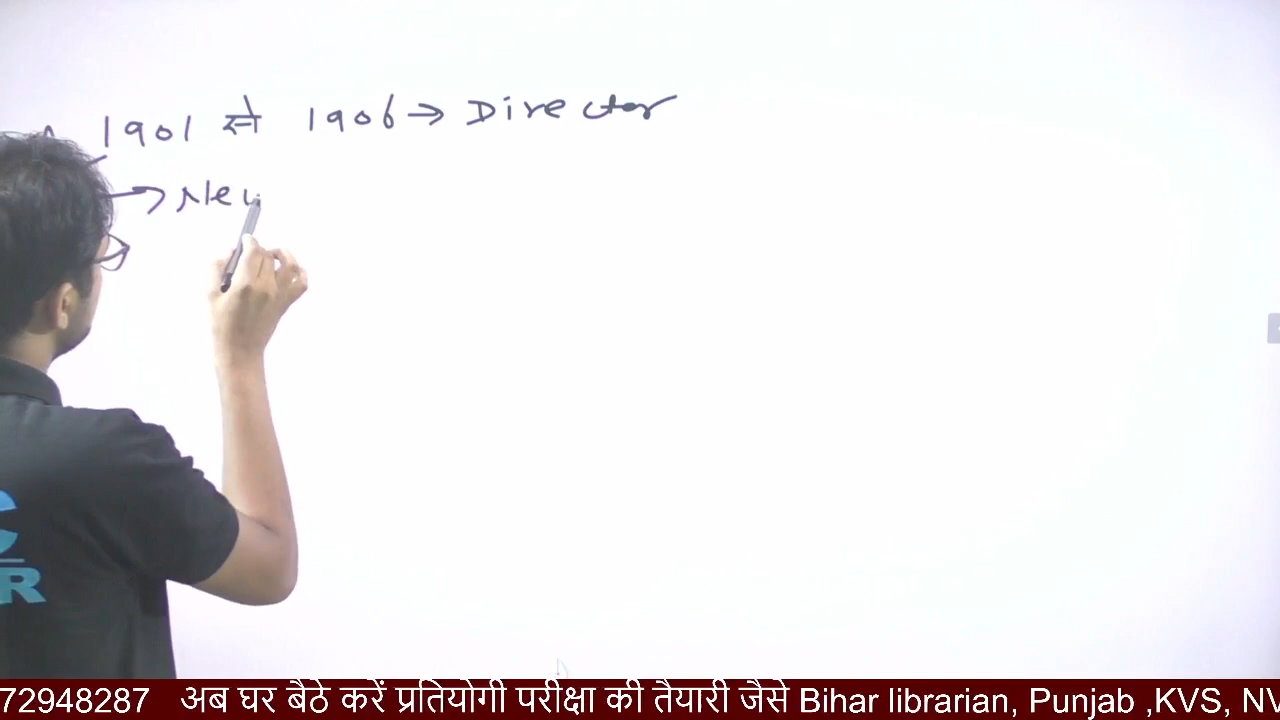 1901 से 1906 → Director
→ Ne
C
R
72948287 अब घर बैठे करें प्रतियोगी परीक्षा की तैयारी जैसे Bihar librarian, Punjab ,KVS, NV